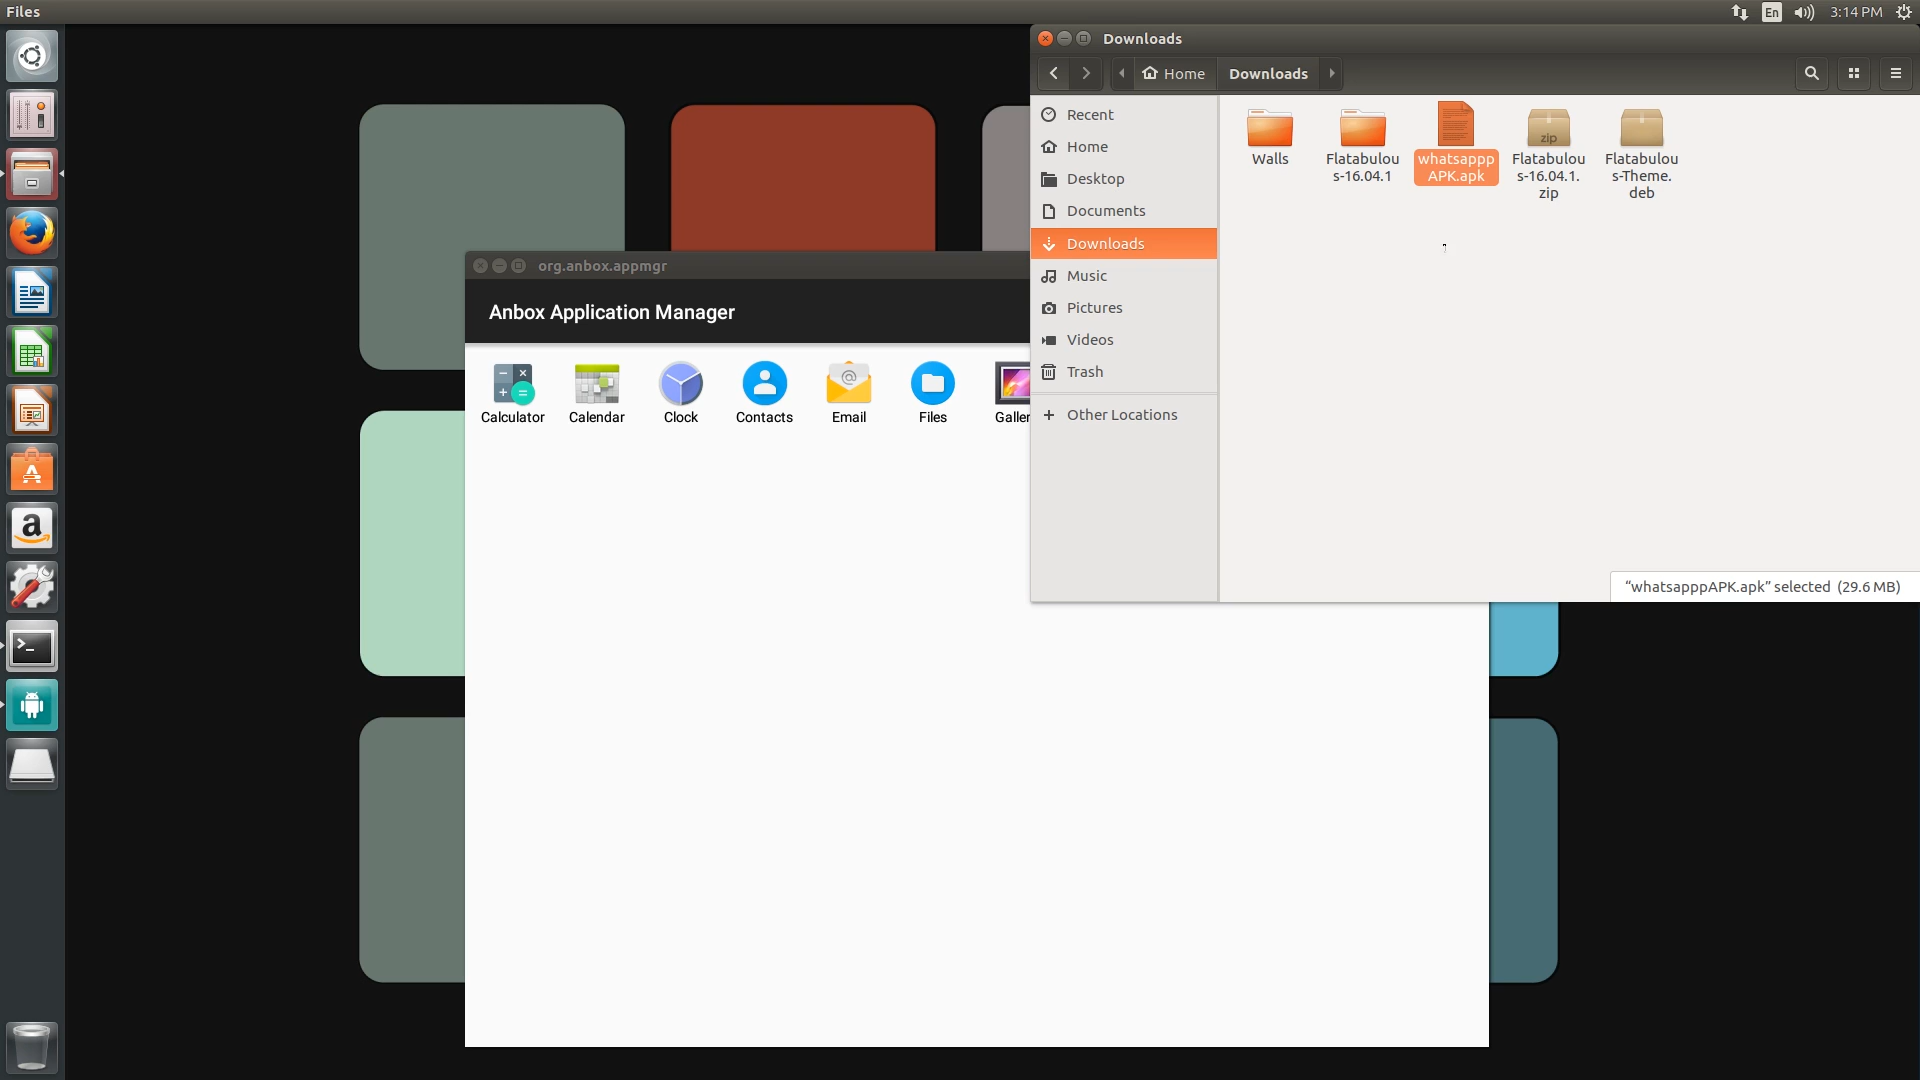 Files
En
3:14 PM
Downloads
Home
Downloads
Recent
Home
Desktop
Documents
Downloads
Music
Pictures
Videos
Trash
Other Locations
Walls
Flatabulou
s-16.04.1
whatsappp
APK.apk
zip
Flatabulou
s-16.04.1.
zip
Flatabulou
s-Theme.
deb
“whatsapppAPK.apk” selected (29.6 MB)
org.anbox.appmgr
Anbox Application Manager
Calculator
Calendar
Clock
Contacts
Email
Files
Galler